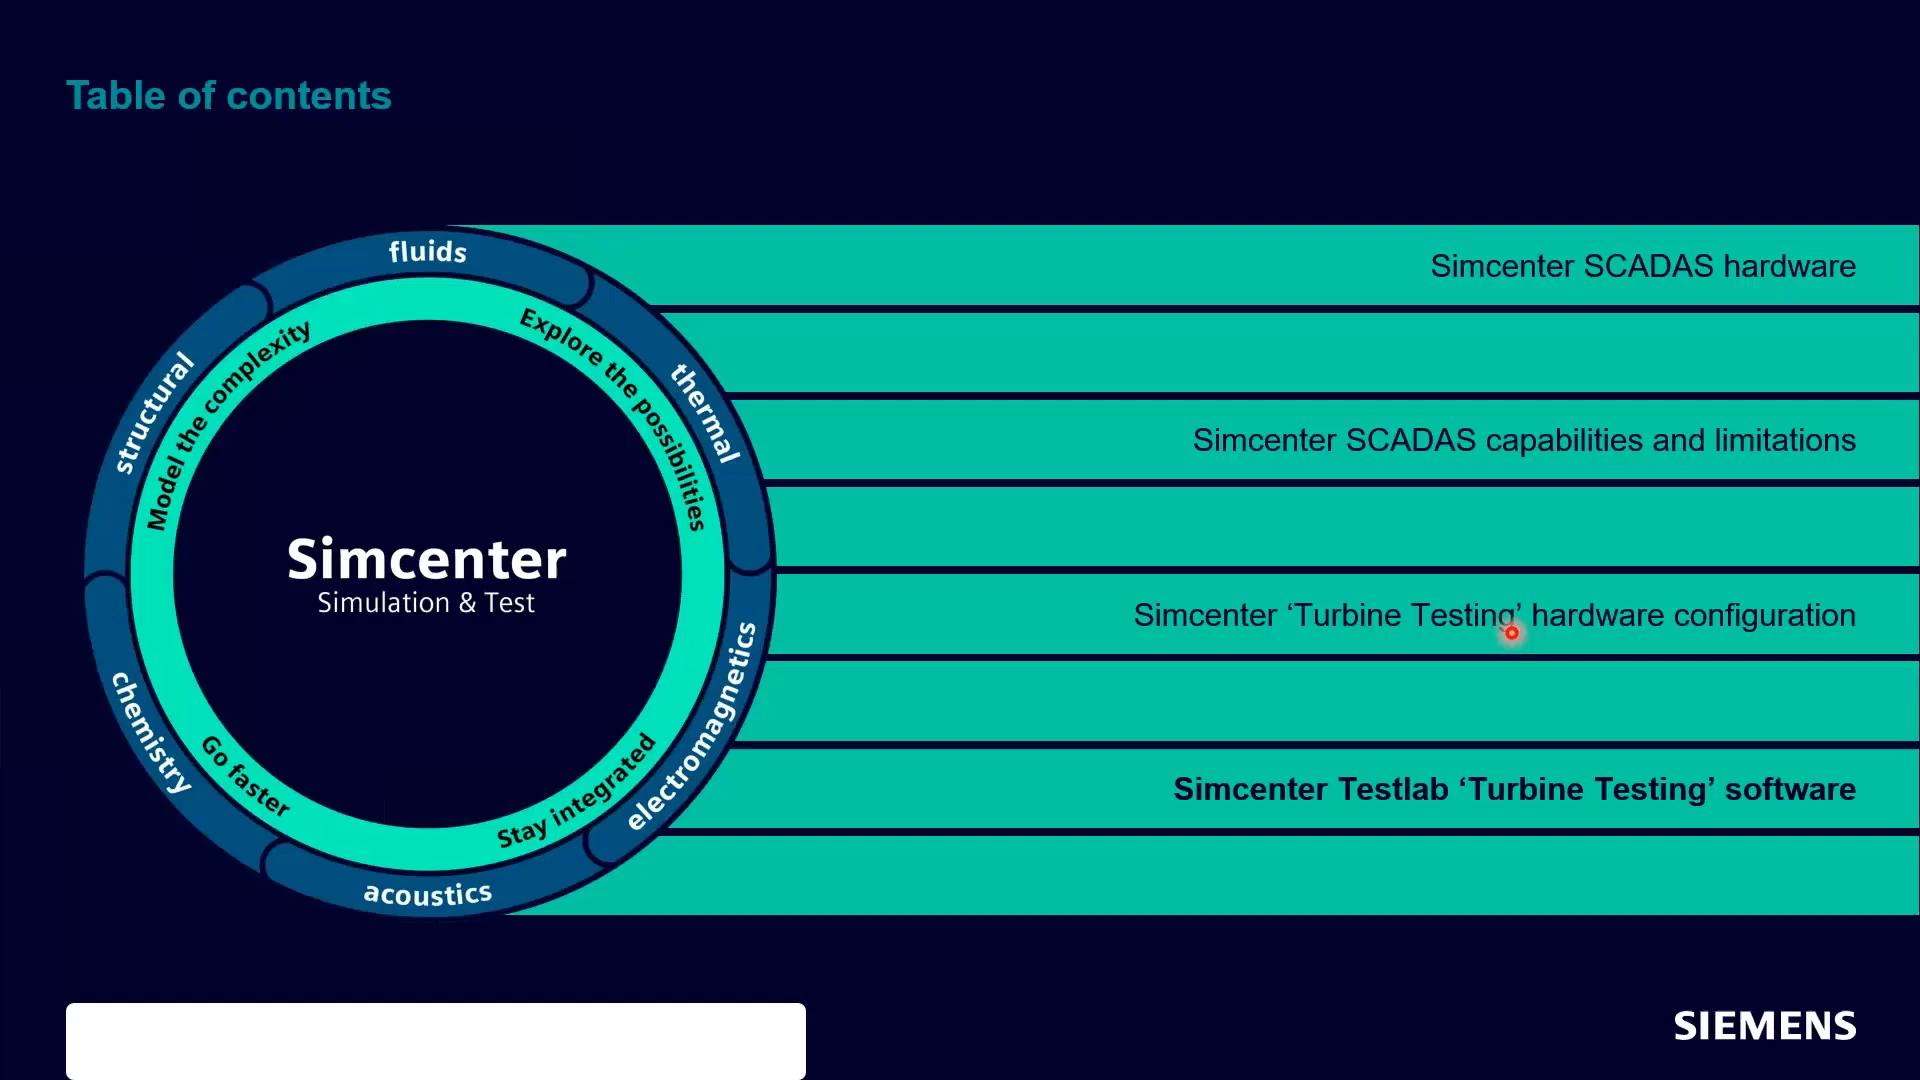 Table of contents
fluids
thermal
electromagnetics
acoustics
chemistry
structural
Model the complexity
Explore the possibilities
Stay integrated
Go faster
Simcenter
Simulation & Test
Simcenter SCADAS hardware
Simcenter SCADAS capabilities and limitations
Simcenter ‘Turbine Testing’ hardware configuration
Simcenter Testlab ‘Turbine Testing’ software
SIEMENS